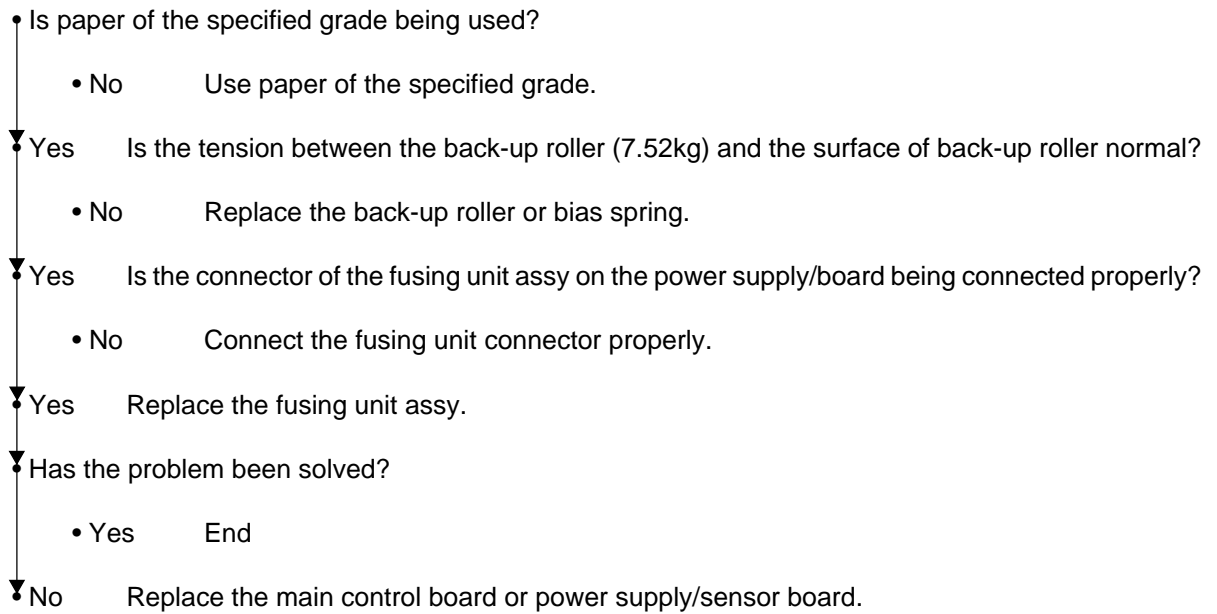 • Is paper of the specified grade being used?
• No Use paper of the specified grade.
• Yes Is the tension between the back-up roller (7.52kg) and the surface of back-up roller normal?
• No Replace the back-up roller or bias spring.
• Yes Is the connector of the fusing unit assy on the power supply/board being connected properly?
• No Connect the fusing unit connector properly.
• Yes Replace the fusing unit assy.
• Has the problem been solved?
• Yes End
• No Replace the main control board or power supply/sensor board.